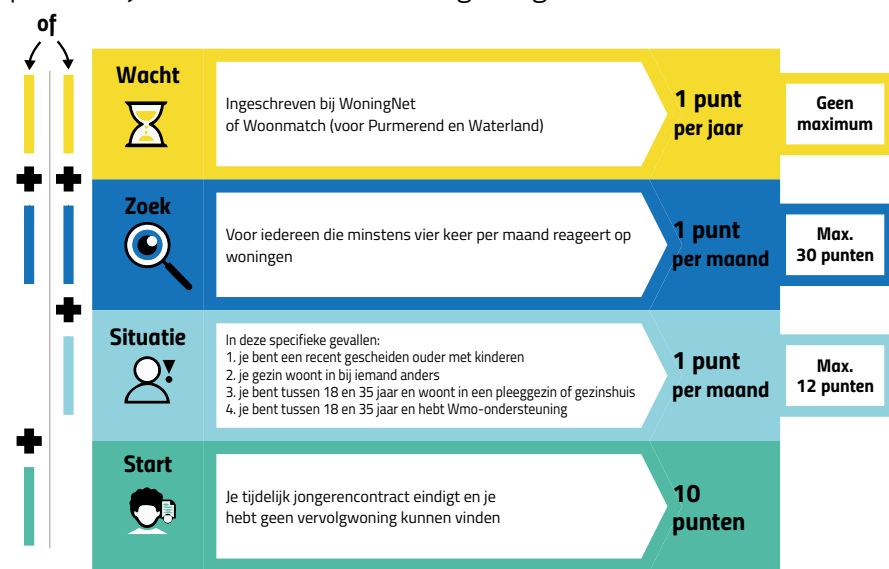 of
Wacht
Ingeschreven bij WoningNet
of Woonmatch (voor Purmerend en Waterland)
1 punt
per jaar
Geen
maximum
Zoek
Voor iedereen die minstens vier keer per maand reageert op
woningen
1 punt
per maand
Max.
30 punten
Situatie
In deze specifieke gevallen:
1. je bent een recent gescheiden ouder met kinderen
2. je gezin woont in bij iemand anders
3. je bent tussen 18 en 35 jaar en woont in een pleeggezin of gezinshuis
4. je bent tussen 18 en 35 jaar en hebt Wmo-ondersteuning
1 punt
per maand
Max.
12 punten
Start
Je tijdelijk jongerencontract eindigt en je
hebt geen vervolgwoning kunnen vinden
10
punten